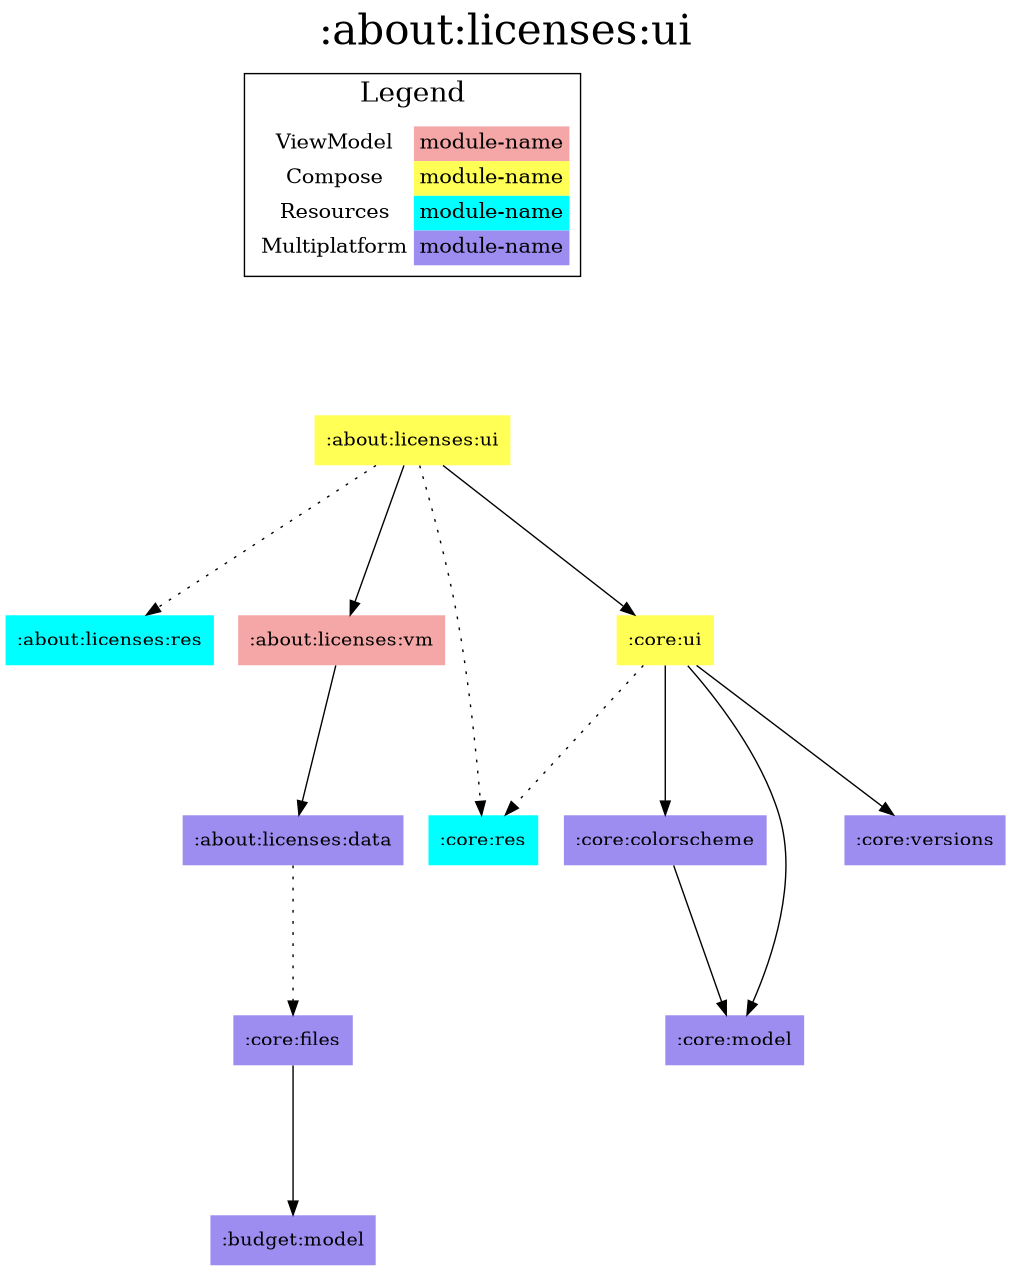 :about:licenses:ui
Legend
ViewModel module-name
Compose module-name
Resources module-name
Multiplatform module-name
:about:licenses:ui
:about:licenses:res :about:licenses:vm :core:ui
:about:licenses:data :core:res :core:colorscheme :core:versions
:core:files :core:model
:budget:model